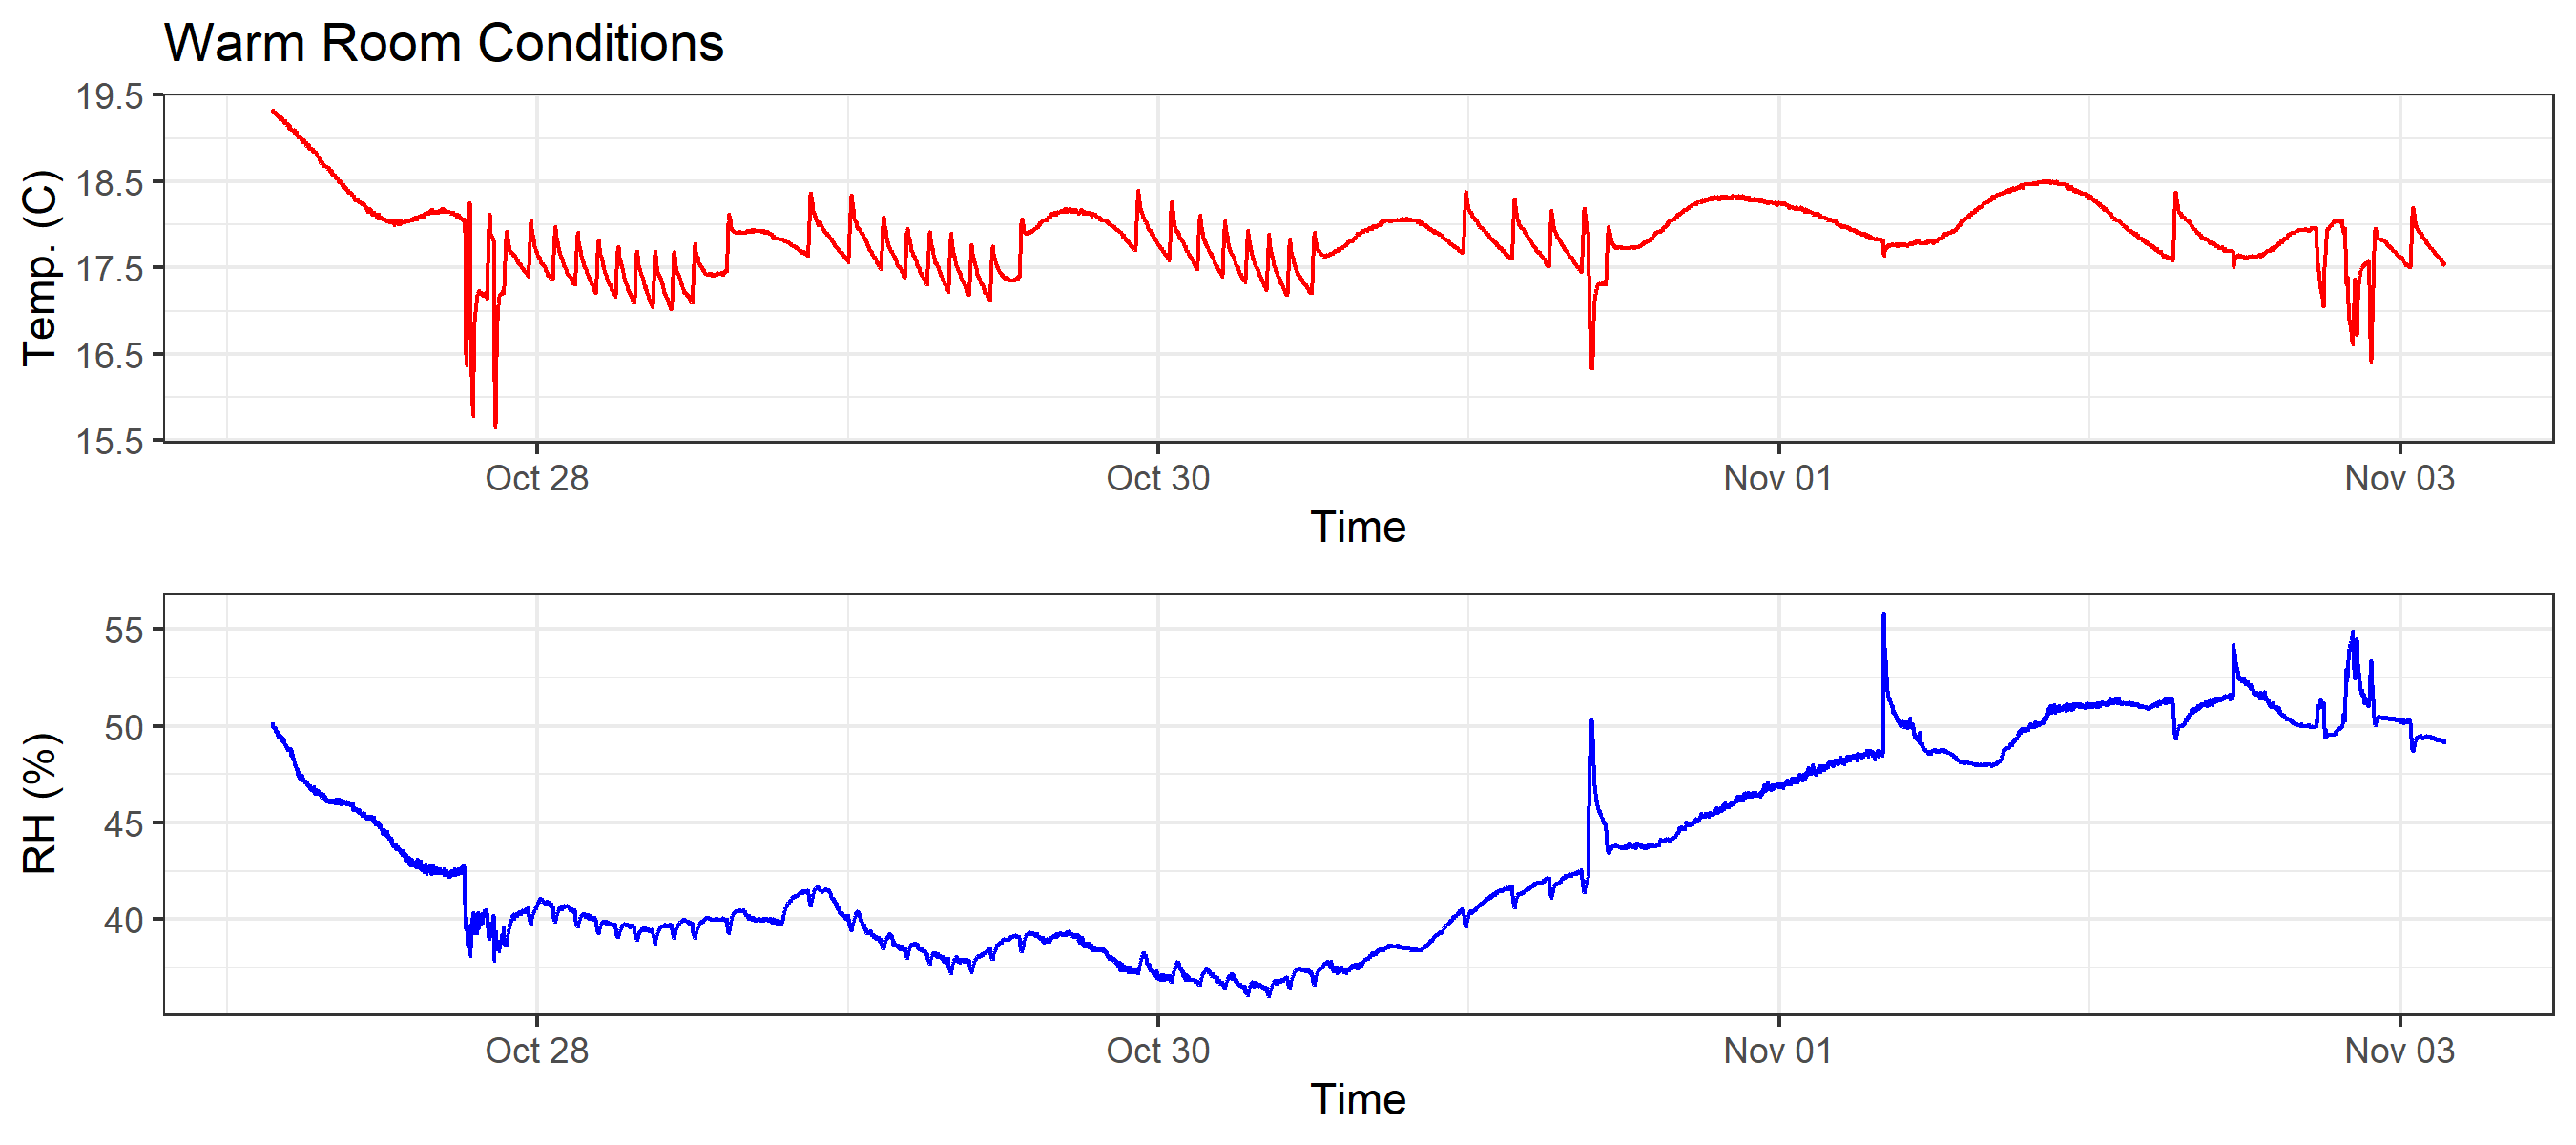 Warm Room Conditions
19.5
18.5
17.5
16.5
15.5
Temp. (C)
Oct 28 Oct 30 Nov 01 Nov 03
Time
55
50
45
40
RH (%)
Oct 28 Oct 30 Nov 01 Nov 03
Time